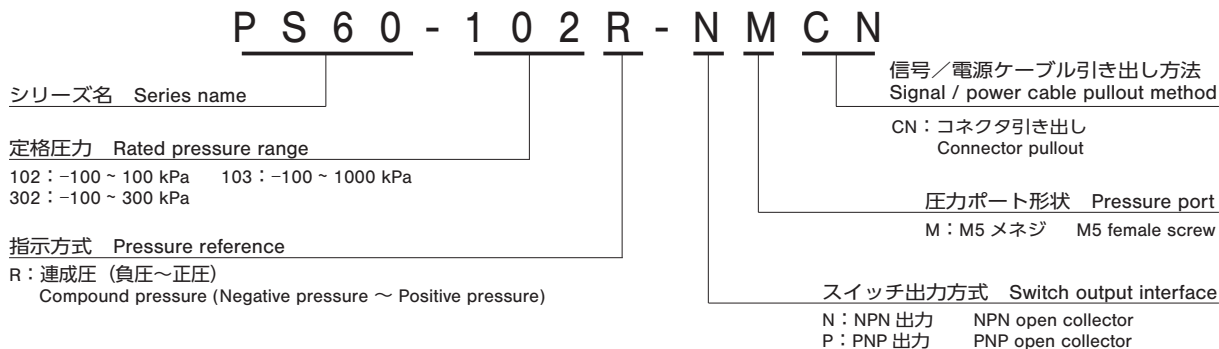 PS60-102R-NMCN
シリーズ名 Series name
定格圧力 Rated pressure range
102：−100 ~ 100 kPa 103：−100 ~ 1000 kPa
302：−100 ~ 300 kPa
指示方式 Pressure reference
R：連成圧（負圧～正圧）
Compound pressure (Negative pressure ～ Positive pressure)
信号／電源ケーブル引き出し方法
Signal / power cable pullout method
CN：コネクタ引き出し
Connector pullout
圧力ポート形状 Pressure port
M：M5 メネジ M5 female screw
スイッチ出力方式 Switch output interface
N：NPN 出力 NPN open collector
P：PNP 出力 PNP open collector